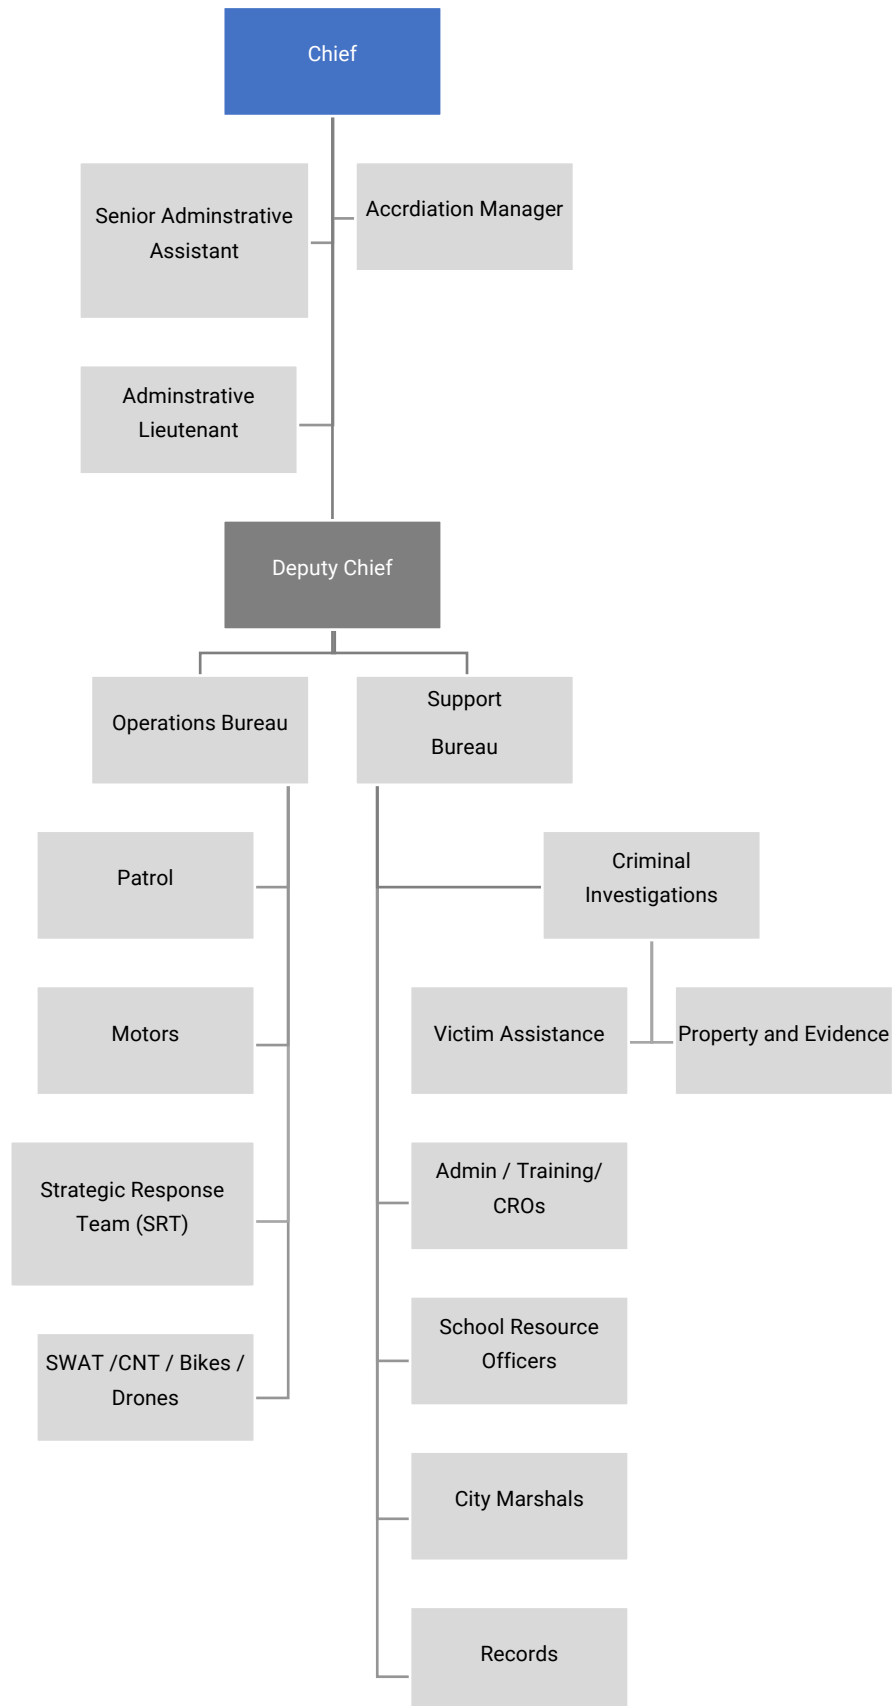 Chief
Senior Adminstrative
Assistant
Accrdiation Manager
Adminstrative
Lieutenant
Deputy Chief
Operations Bureau
Support
Bureau
Patrol
Criminal
Investigations
Motors
Victim Assistance
Property and Evidence
Strategic Response
Team (SRT)
Admin / Training/
CROs
School Resource
Officers
SWAT /CNT / Bikes /
Drones
City Marshals
Records